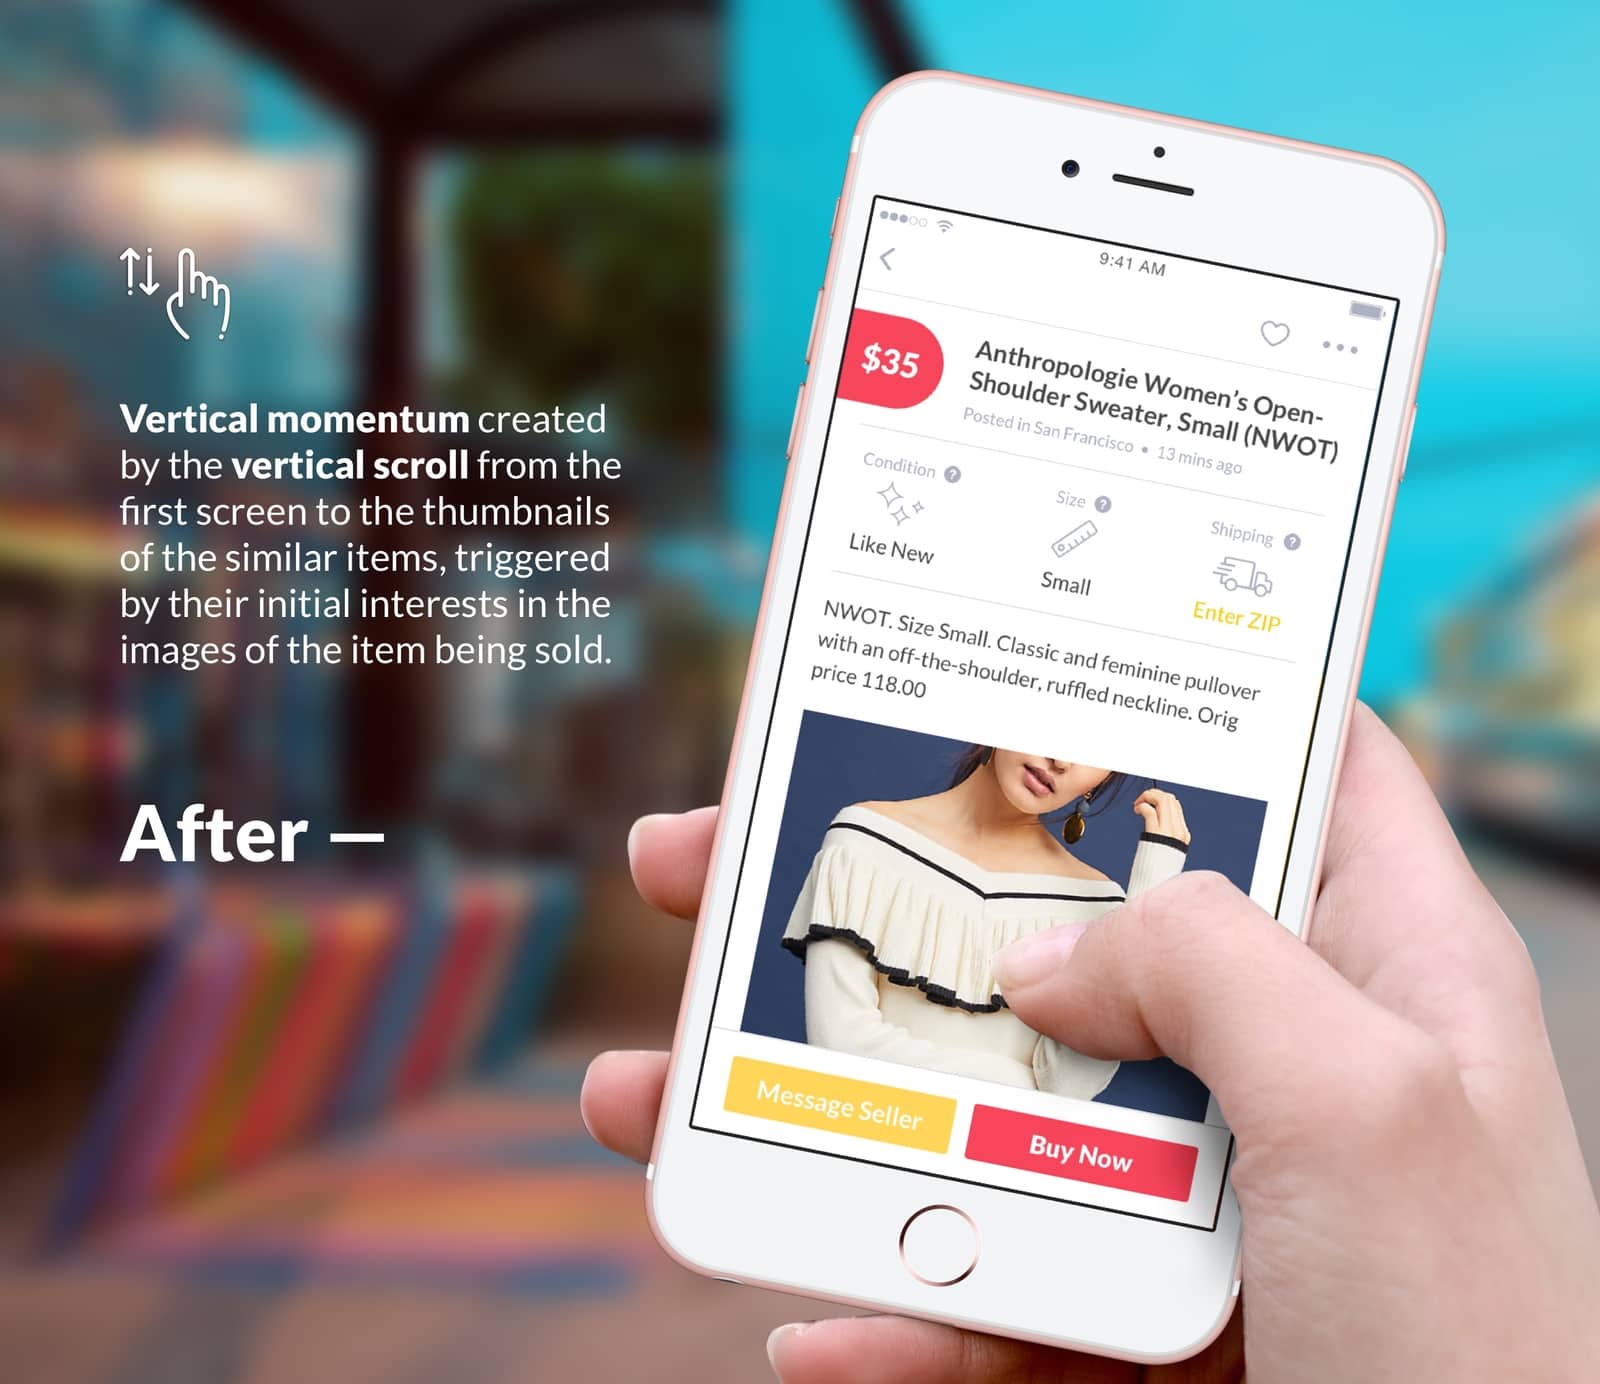 Vertical momentum created
by the vertical scroll from the
first screen to the thumbnails
of the similar items, triggered
by their initial interests in the
images of the item being sold.
After —
9:41 AM
$35
Anthropologie Women's Open-
Shoulder Sweater, Small (NWOT)
Posted in San Francisco • 13 mins ago
Condition ?
Size ?
Shipping ?
Like New
Small
Enter ZIP
NWOT. Size Small. Classic and feminine pullover
with an off-the-shoulder, ruffled neckline. Orig
price 118.00
Message Seller
Buy Now